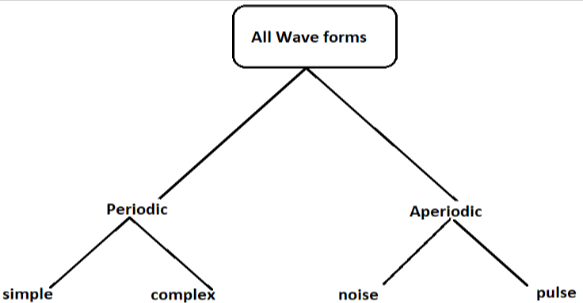 All Wave forms
Periodic
Aperiodic
simple
complex
noise
pulse